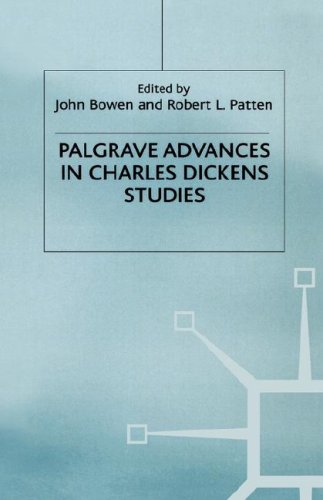 Edited by
John Bowen and Robert L. Patten
PALGRAVE ADVANCES
IN CHARLES DICKENS
STUDIES